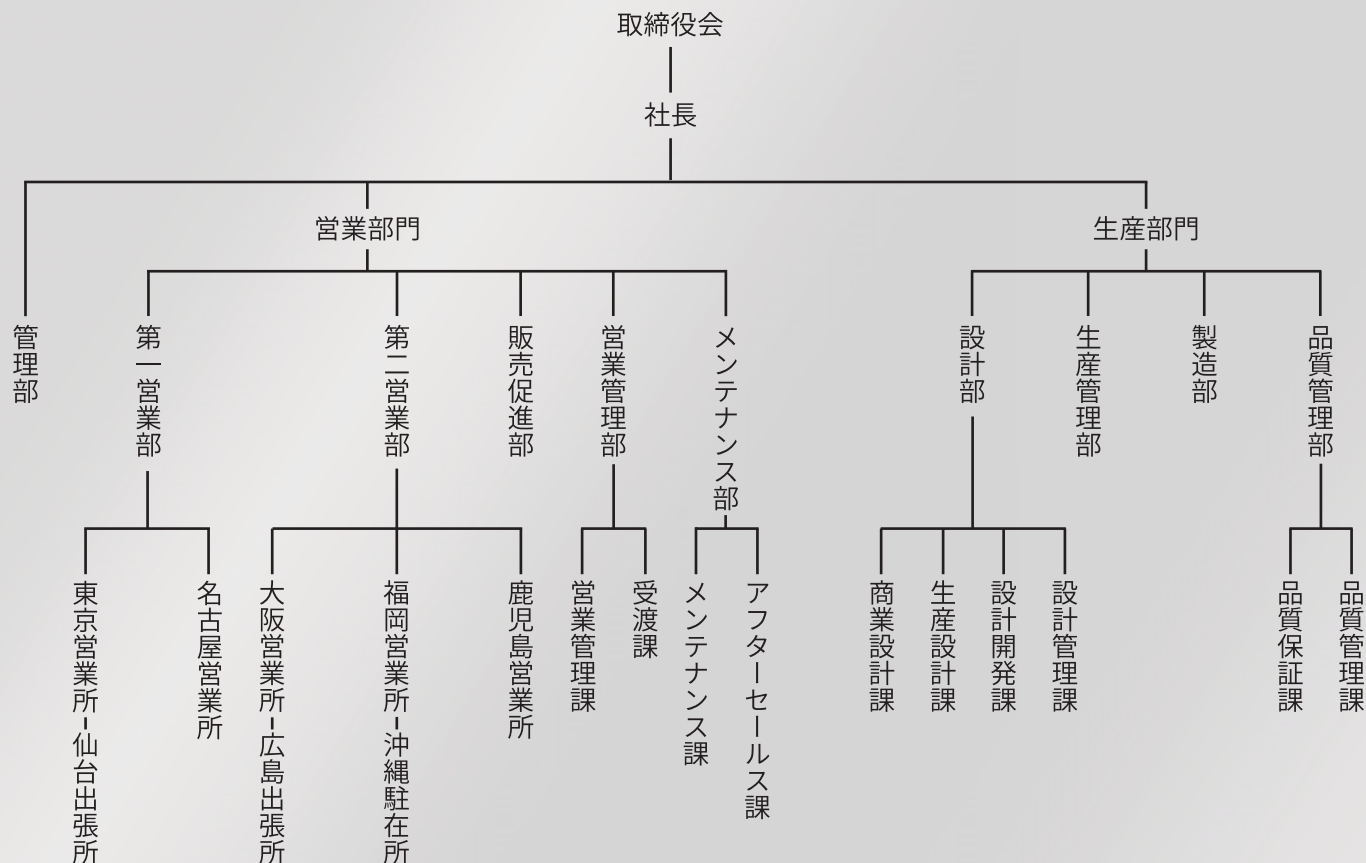 取締役会
社長
営業部門
生産部門
管理部
第一営業部
第二営業部
販売促進部
営業管理部
メンテナンス部
設計部
生産管理部
製造部
品質管理部
東京営業所
仙台出張所
名古屋営業所
大阪営業所
広島出張所
福岡営業所
沖縄駐在所
鹿児島営業所
営業管理課
受渡課
メンテナンス課
アフターセールス課
商業設計課
生産設計課
設計開発課
設計管理課
品質保証課
品質管理課